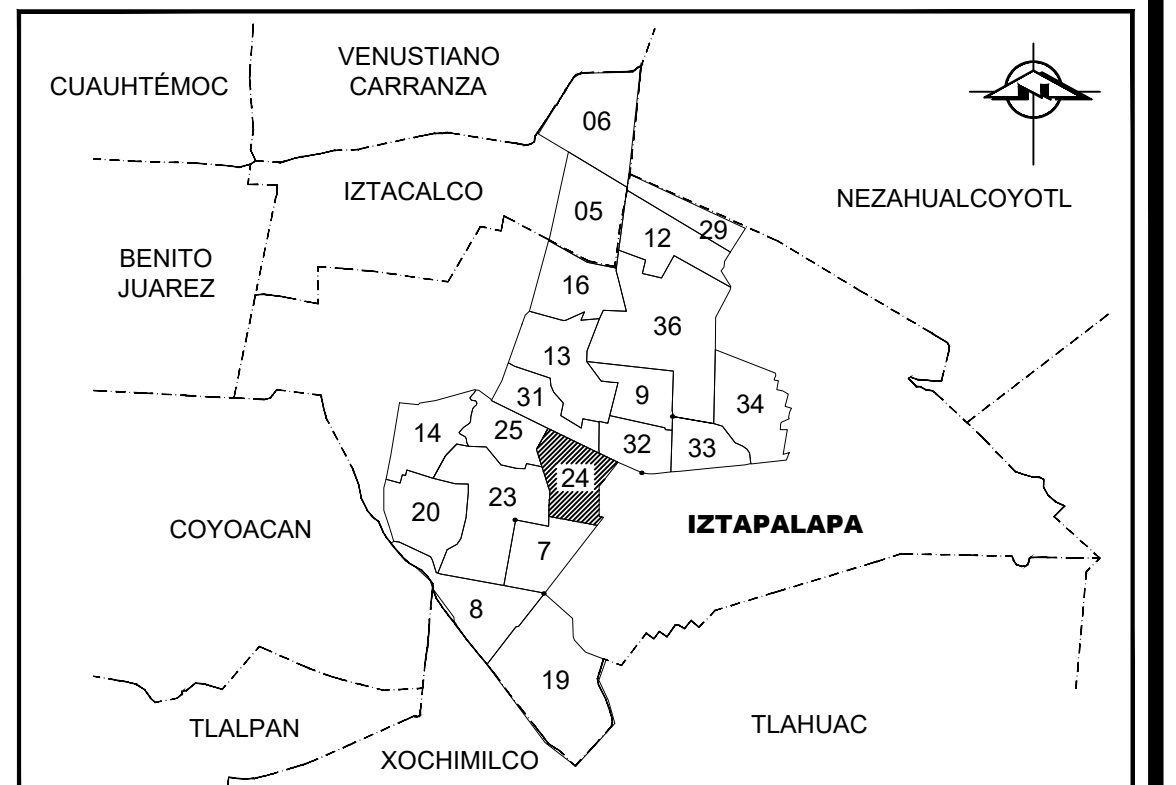 VENUSTIANO
CARRANZA
CUAUHTÉMOC
06
IZTACALCO
NEZAHUALCOYOTL
05
29
12
BENITO
JUAREZ
16
36
13
9
31
34
14
25
32
33
24
23
20
COYOACAN
IZTAPALAPA
7
8
19
TLALPAN
TLAHUAC
XOCHIMILCO